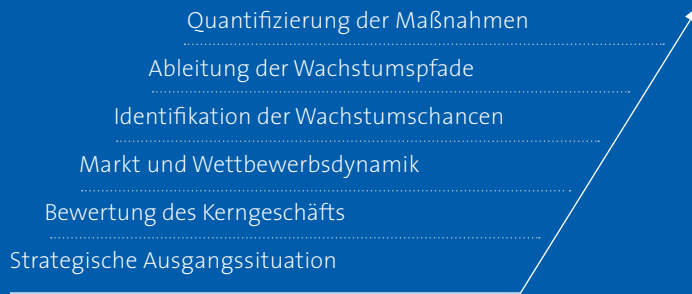 Quantifizierung der Maßnahmen
Ableitung der Wachstumspfade
Identifikation der Wachstumschancen
Markt und Wettbewerbsdynamik
Bewertung des Kerngeschäfts
Strategische Ausgangssituation